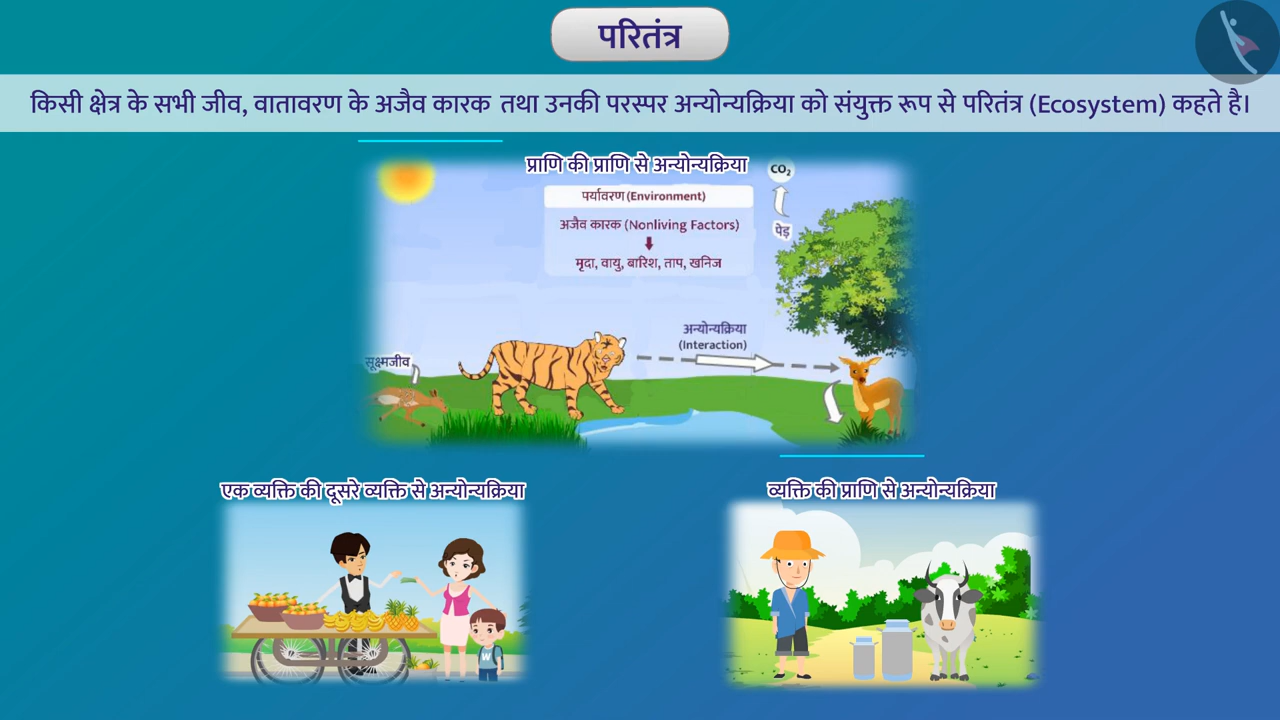 परितंत्र
किसी क्षेत्र के सभी जीव, वातावरण के अजैव कारक तथा उनकी परस्पर अन्योन्यक्रिया को संयुक्त रूप से परितंत्र (Ecosystem) कहते है।
प्राणि की प्राणि से अन्योन्यक्रिया
CO₂
पर्यावरण (Environment)
अजैव कारक (Nonliving Factors)
पेड़
मृदा, वायु, बारिश, ताप, खनिज
अन्योन्यक्रिया
(Interaction)
सूक्ष्मजीव
एक व्यक्ति की दूसरे व्यक्ति से अन्योन्यक्रिया
व्यक्ति की प्राणि से अन्योन्यक्रिया
W